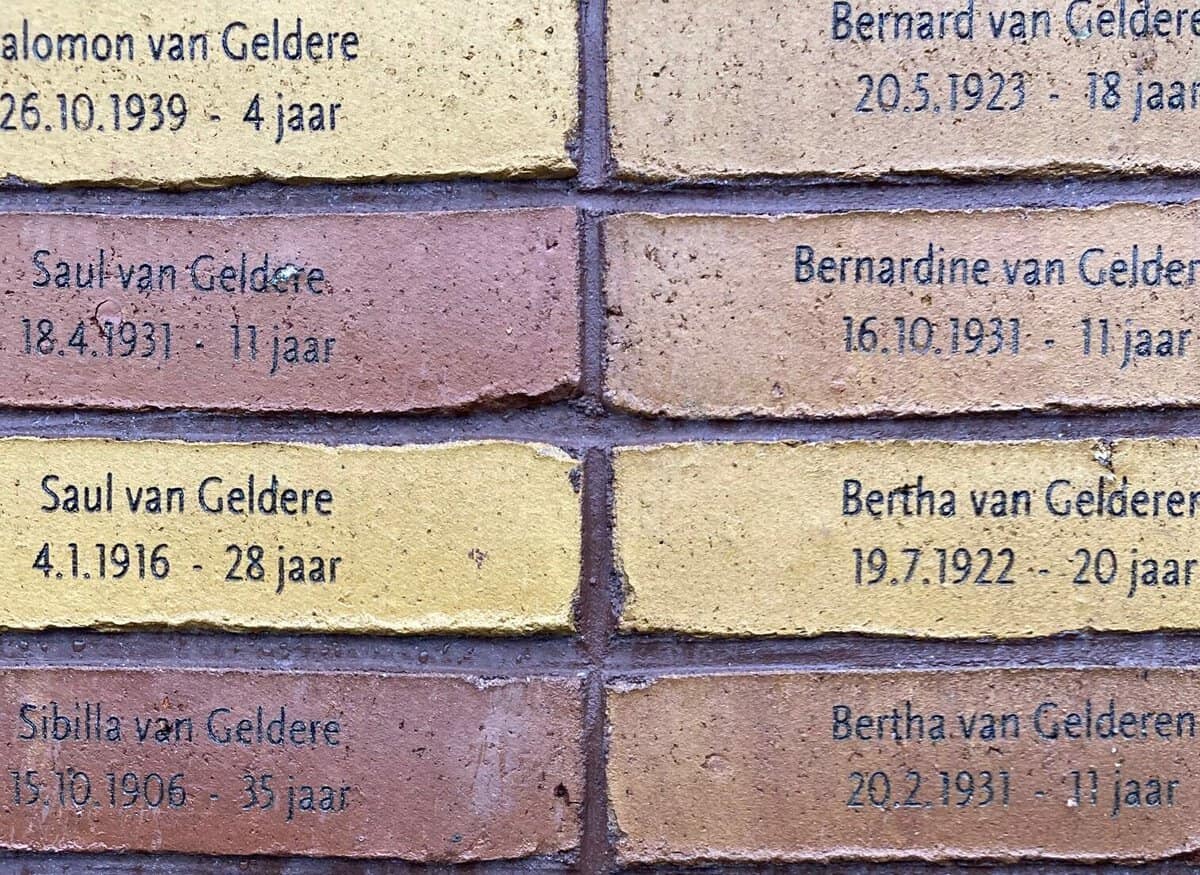 alomon van Geldere
26.10.1939 - 4 jaar
Saul van Geldere
18.4.1931 - 11 jaar
Saul van Geldere
4.1.1916 - 28 jaar
Sibilla van Geldere
15.10.1906 - 35 jaar
Bernard van Geldere
20.5.1923 - 18 jaar
Bernardine van Gelder
16.10.1931 - 11 jaar
Bertha van Gelderen
19.7.1922 - 20 jaar
Bertha van Gelderen
20.2.1931 - 11 jaar